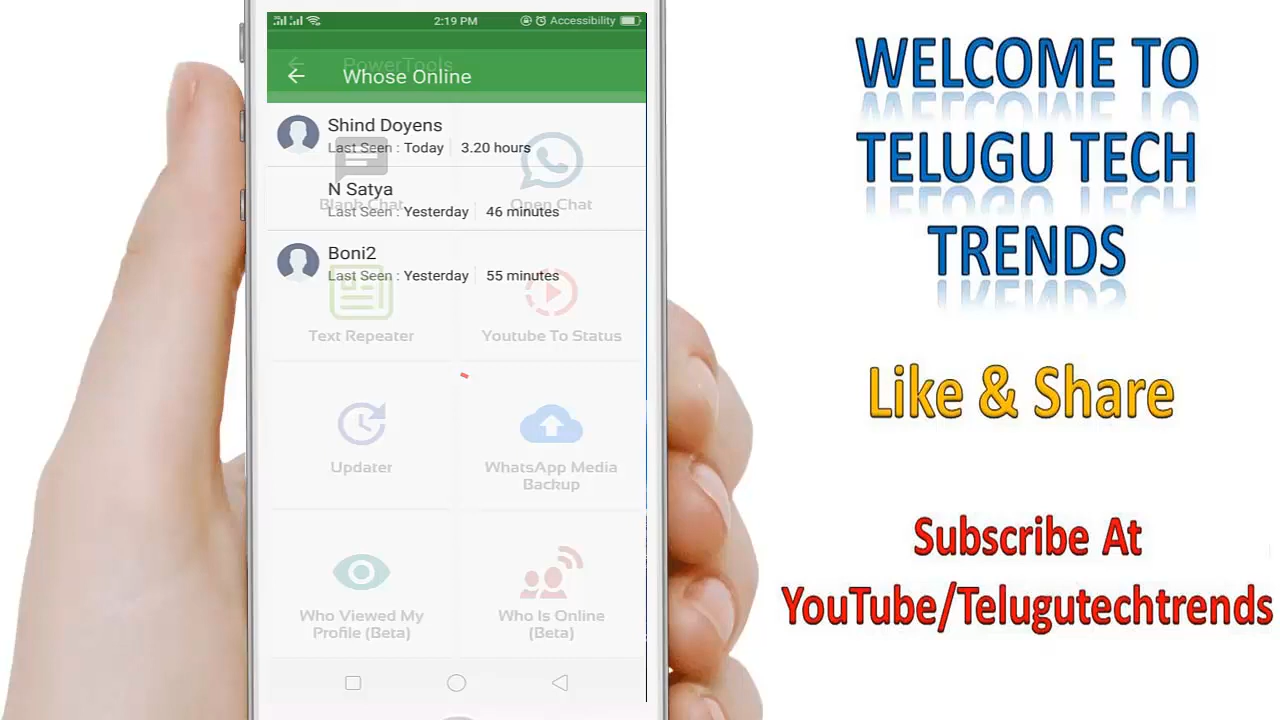 2:19 PM
Accessibility
PowerTools
Whose Online
Shind Doyens
Last Seen : Today 3.20 hours
Blank Chat
Open Chat
N Satya
Last Seen : Yesterday 46 minutes
Boni2
Last Seen : Yesterday 55 minutes
Text Repeater
Youtube To Status
Updater
WhatsApp Media
Backup
Who Viewed My
Profile (Beta)
Who Is Online
(Beta)
WELCOME TO
TELUGU TECH
TRENDS
Like & Share
Subscribe At
YouTube/Telugutechtrends